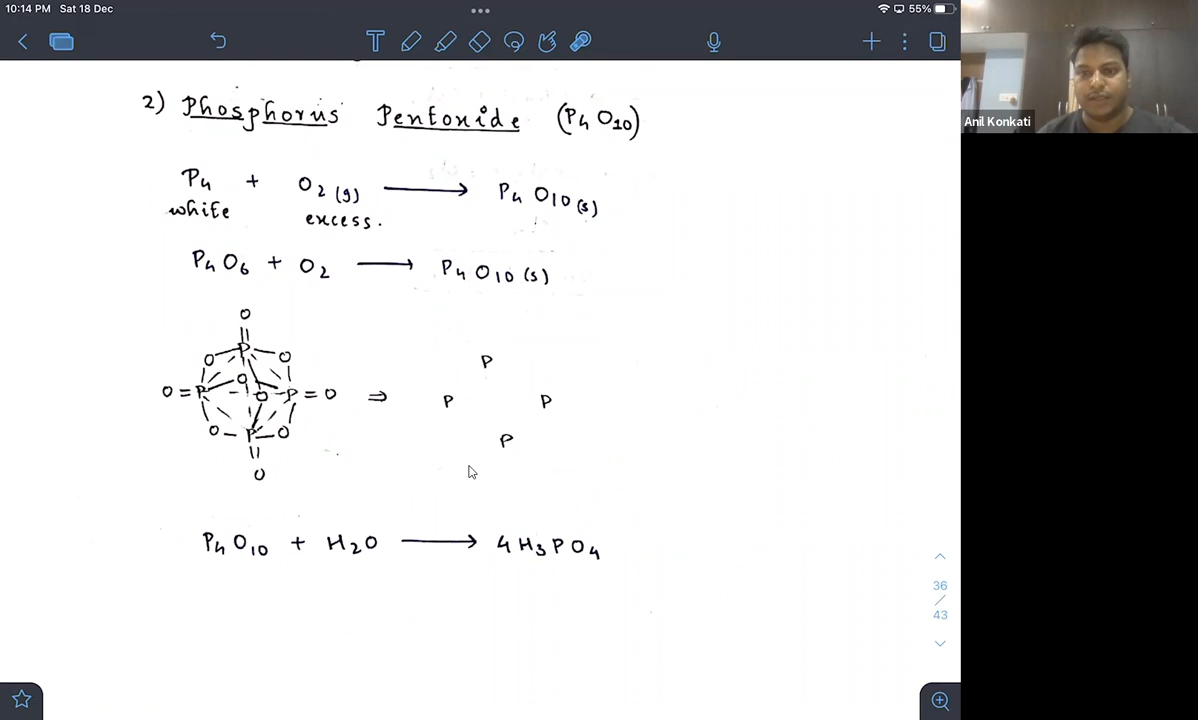 10:14 PM Sat 18 Dec
55%
Anil Konkati
2) Phosphorus Pentoxide (P4O10)
P4 + O2(g) ⟶ P4O10(s)
white excess.
P4O6 + O2 ⟶ P4O10(s)
O
||
P
O O
O
O=P O P=O ⇒
O P O
||
O
P
P P
P
P4O10 + H2O ⟶ 4H3PO4
36
/
43